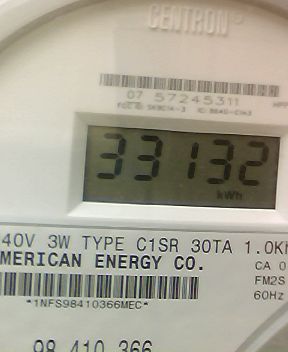 CENTRON®
07 57245311
33132
kWh
40V 3W TYPE C1SR 30TA 1.0K
MERICAN ENERGY CO.
CA 0
FM2S
60Hz
*1NFS98410366MEC*
98 410 366